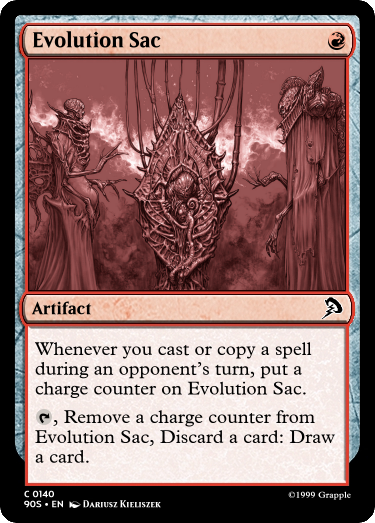 Evolution Sac
Artifact
Whenever you cast or copy a spell
during an opponent's turn, put a
charge counter on Evolution Sac.
, Remove a charge counter from
Evolution Sac, Discard a card: Draw
a card.
C 0140
90S • EN Dariusz Kieliszek
©1999 Grapple